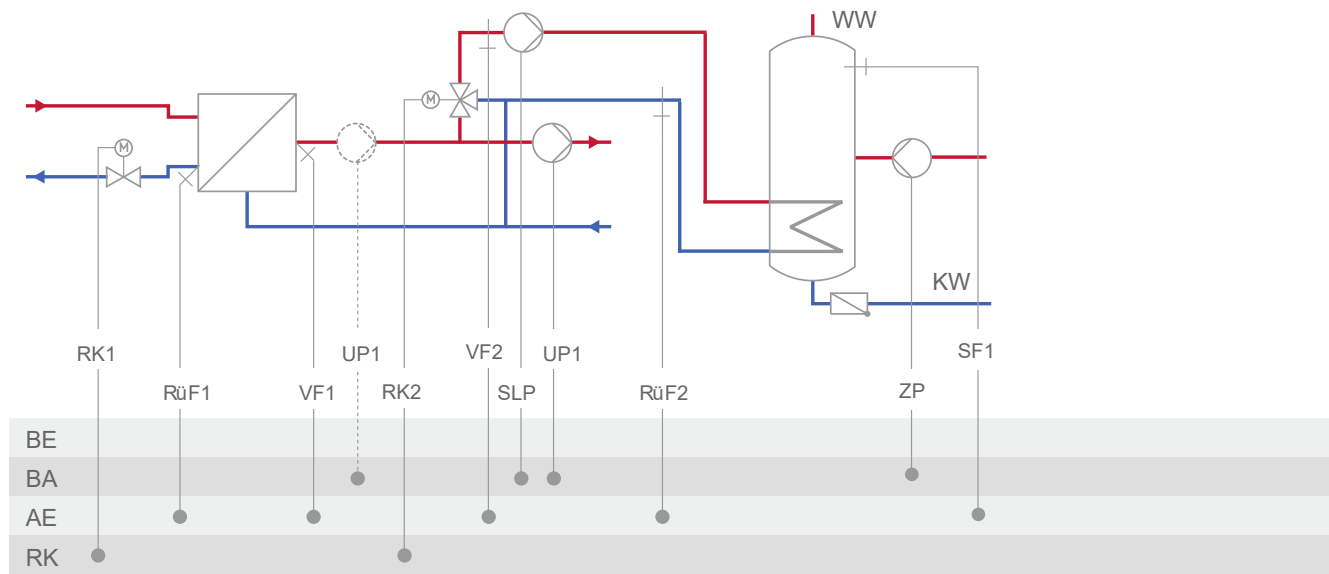 WW
M
M
KW
RK1
UP1
VF2
UP1
SF1
RüF1
VF1
RK2
SLP
RüF2
ZP
BE
BA
AE
RK